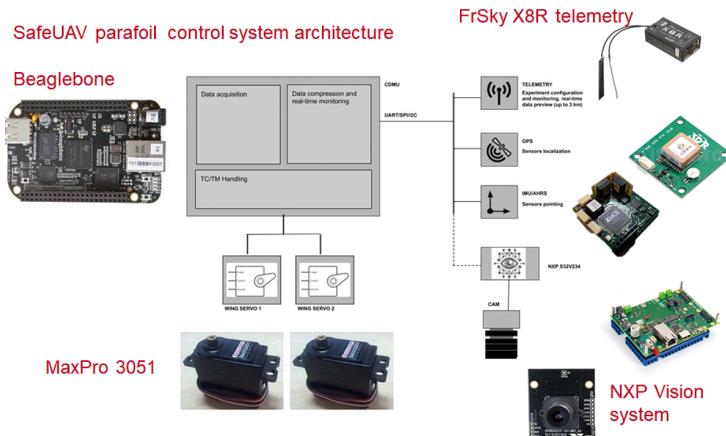 SafeUAV parafoil control system architecture
FrSky X8R telemetry
Beaglebone
X8R
CDMU
Data acquisition
Data compression and
real-time monitoring
TC/TM Handling
UART/SPI/I2C
TELEMETRY
Experiment configuration
and monitoring, real-time
data preview (up to 3 km)
GPS
Sensors localization
IMU/AHRS
Sensors pointing
XMOS
NXP S32V234
CAM
WING SERVO 1
WING SERVO 2
MaxPro 3051
NXP Vision
system